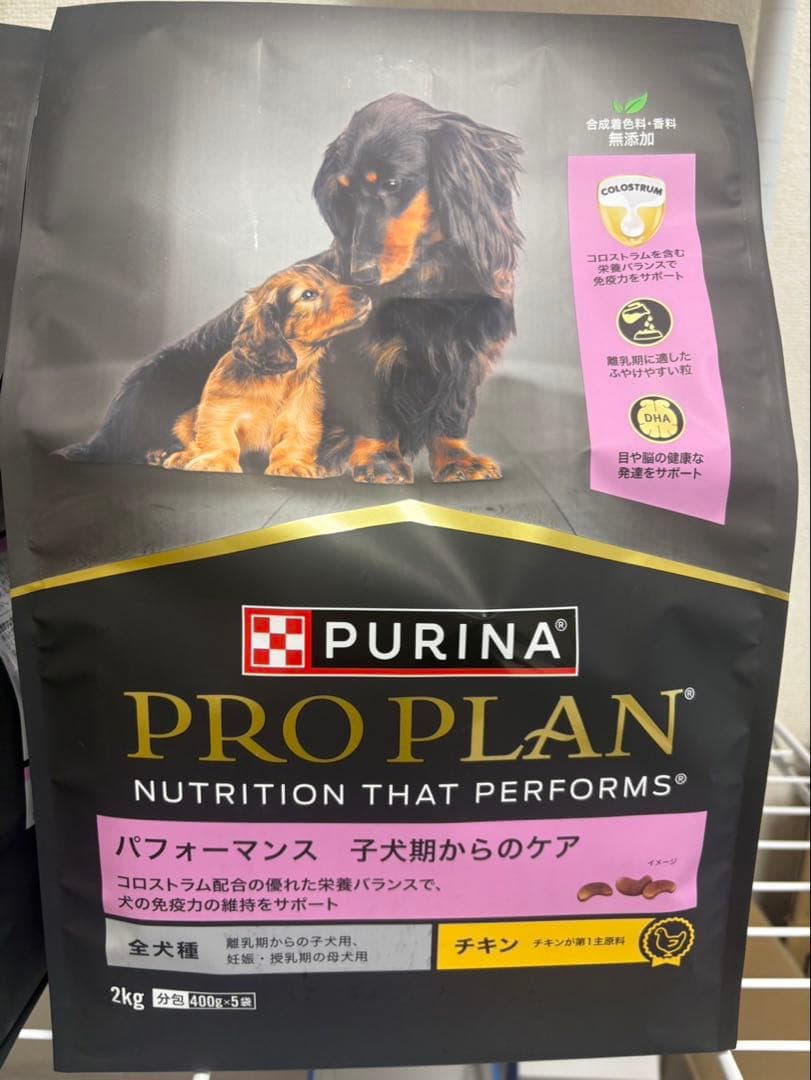 合成着色料・香料
無添加
COLOSTRUM
コロストラムを含む
栄養バランスで
免疫力をサポート
離乳期に適した
ふやけやすい粒
DHA
目や脳の健康な
発達をサポート
PURINA®
PRO PLAN®
NUTRITION THAT PERFORMS®
パフォーマンス 子犬期からのケア
イメージ
コロストラム配合の優れた栄養バランスで、
犬の免疫力の維持をサポート
全犬種
離乳期からの子犬用、
妊娠・授乳期の母犬用
チキン チキンが第1主原料
2kg 分包 400g×5袋